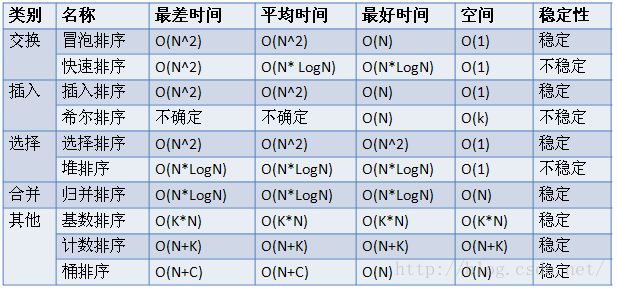 类别 名称 最差时间 平均时间 最好时间 空间 稳定性
交换 冒泡排序 O(N^2) O(N^2) O(N) O(1) 稳定
快速排序 O(N^2) O(N* LogN) O(N*LogN) O(1) 不稳定
插入 插入排序 O(N^2) O(N^2) O(N) O(1) 稳定
希尔排序 不确定 不确定 O(N) O(k) 不稳定
选择 选择排序 O(N^2) O(N^2) O(N^2) O(1) 稳定
堆排序 O(N*LogN) O(N*LogN) O(N*LogN) O(1) 不稳定
合并 归并排序 O(N*LogN) O(N*LogN) O(N*LogN) O(N) 稳定
其他 基数排序 O(K*N) O(K*N) O(K*N) O(K*N) 稳定
计数排序 O(N+K) O(N+K) O(N+K) O(N+K) 稳定
桶排序 O(N+C) O(N+C) O(N) O(N) 稳定
http://blog.csdn.net/